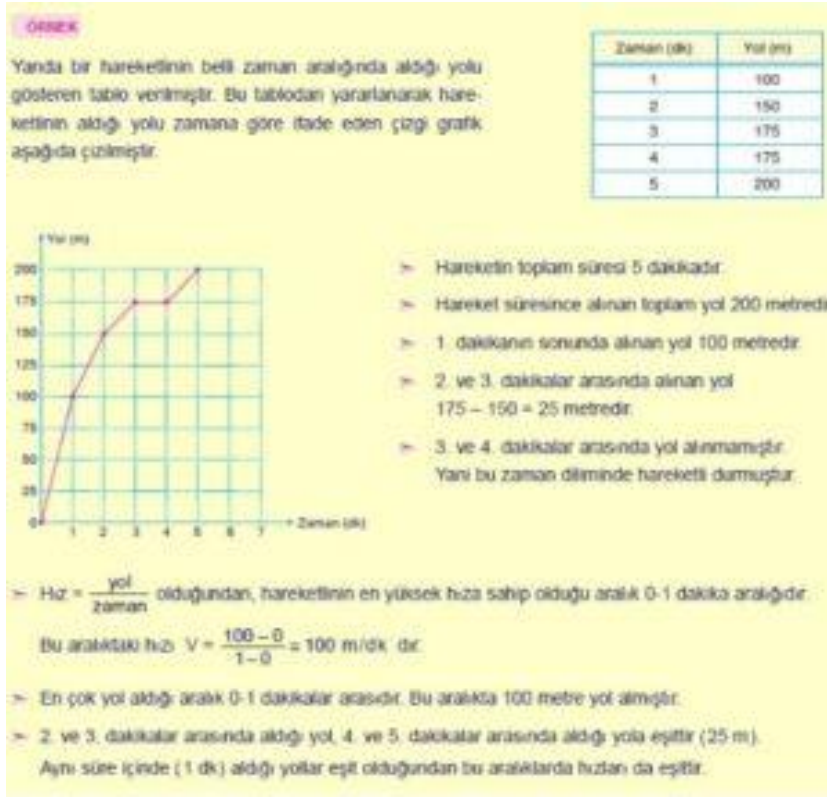 ÖRNEK
Yanda bir hareketlinin belli zaman aralığında aldığı yolu
gösteren tablo verilmiştir. Bu tablodan yararlanarak hare-
ketlinin aldığı yolu zamana göre ifade eden çizgi grafik
aşağıda çizilmiştir.
Zaman (dk) Yol (m)
1 100
2 150
3 175
4 175
5 200
Yol (m)
200
175
150
125
100
75
50
25
0
1 2 3 4 5 6 7
Zaman (dk)
Hareketin toplam süresi 5 dakikadır.
Hareket süresince alınan toplam yol 200 metredi
1. dakikanın sonunda alınan yol 100 metredir.
2. ve 3. dakikalar arasında alınan yol
175 – 150 = 25 metredir.
3. ve 4. dakikalar arasında yol alınmamıştır.
Yani bu zaman diliminde hareketli durmuştur.
Hız = yol / zaman olduğundan, hareketlinin en yüksek hıza sahip olduğu aralık 0-1 dakika aralığıdır.
Bu aralıktaki hızı V = 100 – 0 / 1 – 0 = 100 m/dk dır.
En çok yol aldığı aralık 0-1 dakikalar arasıdır. Bu aralıkta 100 metre yol almıştır.
2. ve 3. dakikalar arasında aldığı yol, 4. ve 5. dakikalar arasında aldığı yola eşittir (25 m).
Aynı süre içinde (1 dk) aldığı yollar eşit olduğundan bu aralıklarda hızları da eşittir.